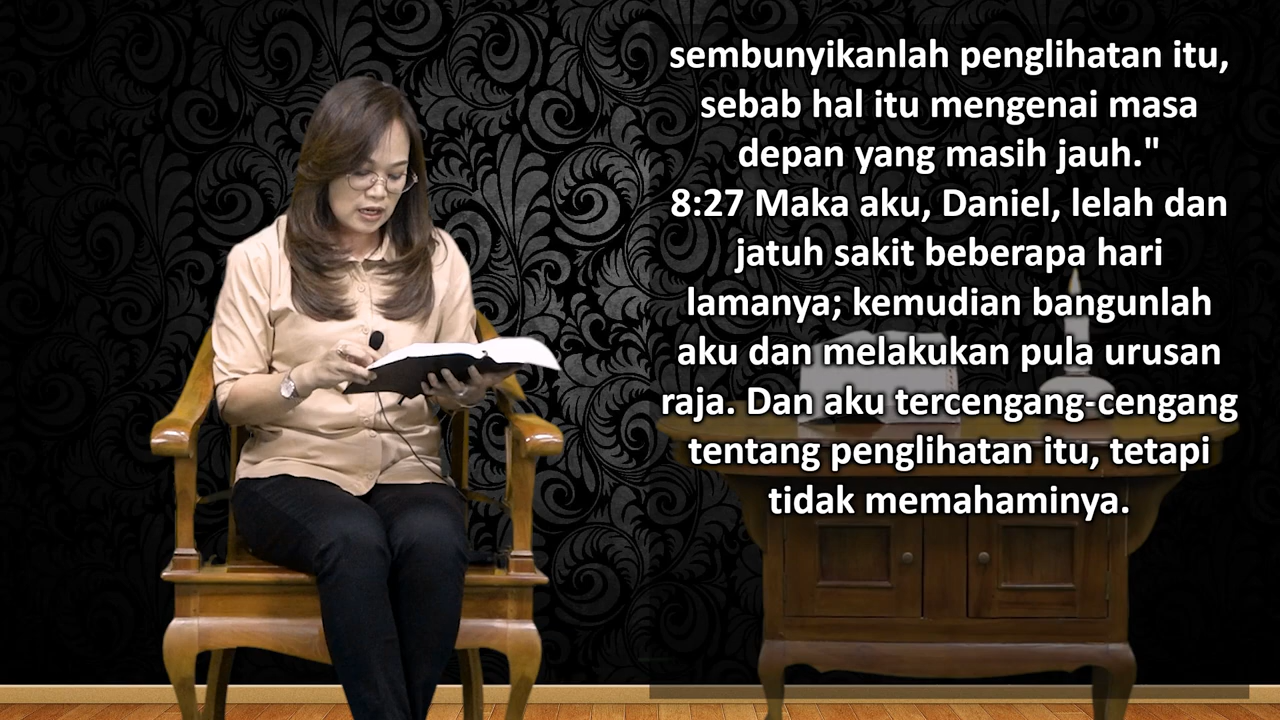 sembunyikanlah penglihatan itu,
sebab hal itu mengenai masa
depan yang masih jauh."
8:27 Maka aku, Daniel, lelah dan
jatuh sakit beberapa hari
lamanya; kemudian bangunlah
aku dan melakukan pula urusan
raja. Dan aku tercengang-cengang
tentang penglihatan itu, tetapi
tidak memahaminya.